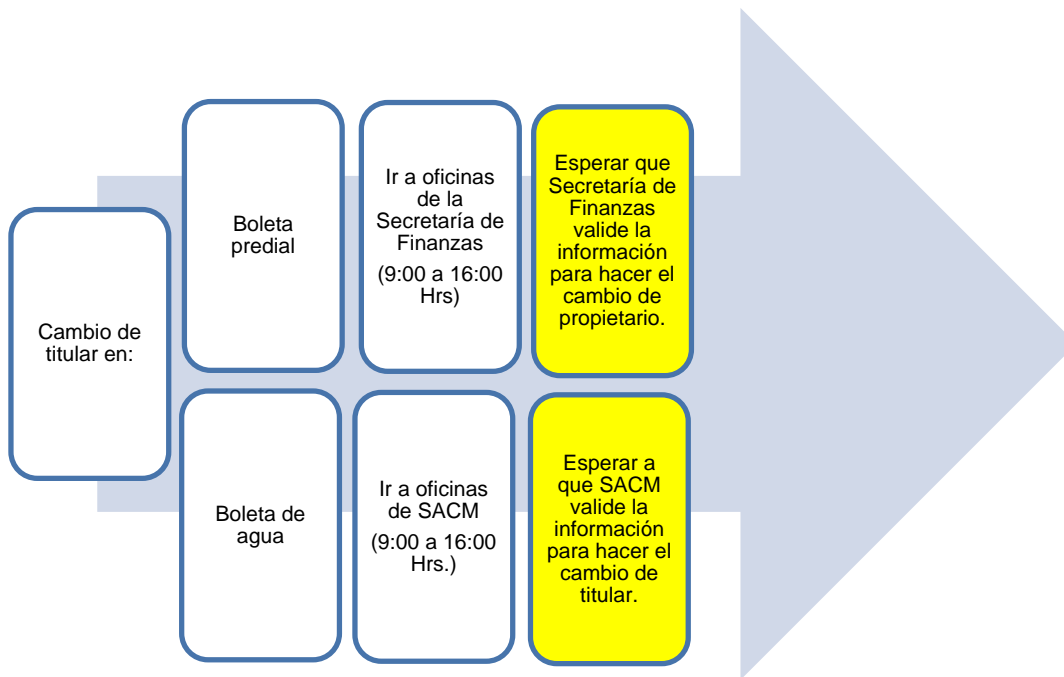 Cambio de
titular en:
Boleta
predial
Ir a oficinas
de la
Secretaría de
Finanzas
(9:00 a 16:00
Hrs)
Esperar que
Secretaría de
Finanzas
valide la
información
para hacer el
cambio de
propietario.
Boleta de
agua
Ir a oficinas
de SACM
(9:00 a 16:00
Hrs.)
Esperar a
que SACM
valide la
información
para hacer el
cambio de
titular.